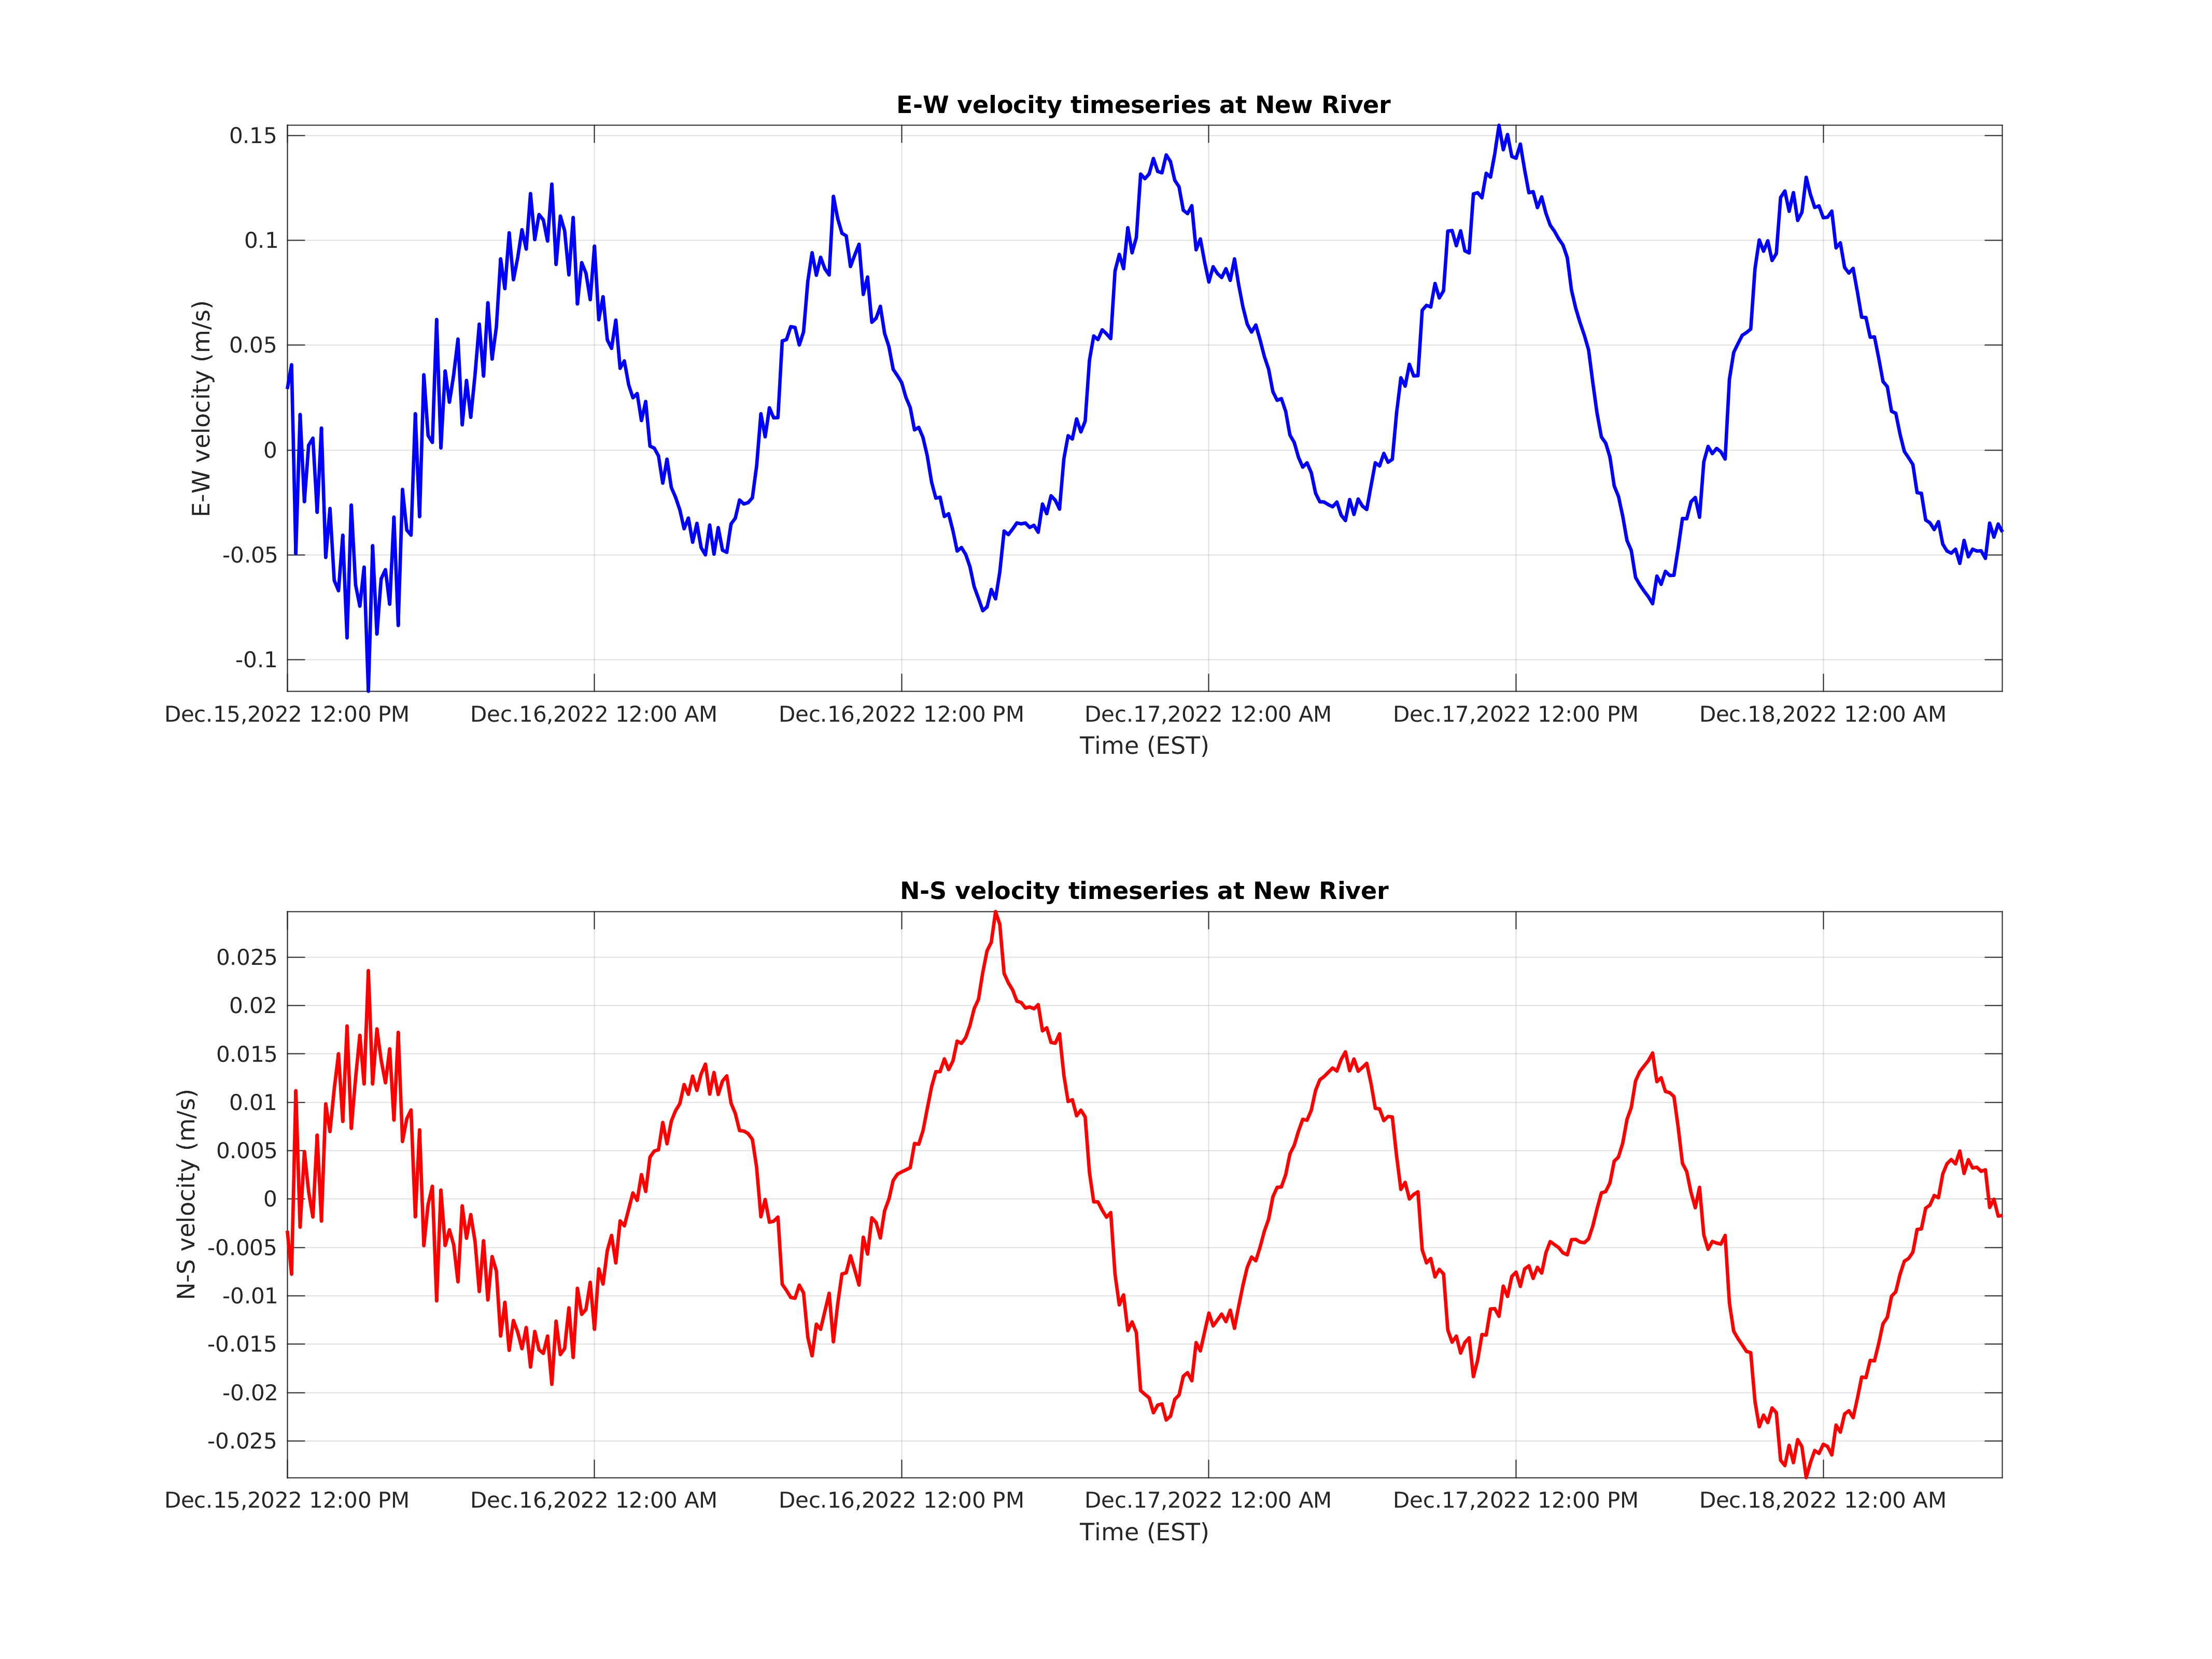 E-W velocity timeseries at New River
0.15
0.1
0.05
0
-0.05
-0.1
E-W velocity (m/s)
Dec.15,2022 12:00 PM Dec.16,2022 12:00 AM Dec.16,2022 12:00 PM Dec.17,2022 12:00 AM Dec.17,2022 12:00 PM Dec.18,2022 12:00 AM
Time (EST)
N-S velocity timeseries at New River
0.025
0.02
0.015
0.01
0.005
0
-0.005
-0.01
-0.015
-0.02
-0.025
N-S velocity (m/s)
Dec.15,2022 12:00 PM Dec.16,2022 12:00 AM Dec.16,2022 12:00 PM Dec.17,2022 12:00 AM Dec.17,2022 12:00 PM Dec.18,2022 12:00 AM
Time (EST)